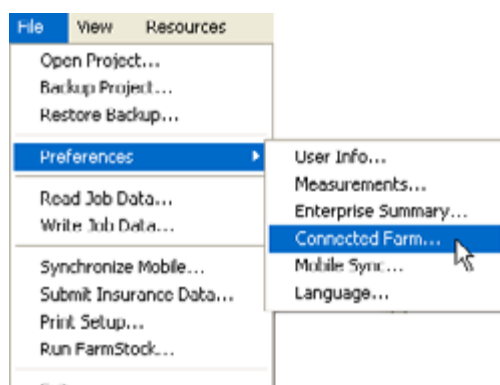 File View Resources
Open Project...
Backup Project...
Restore Backup...
Preferences
Read Job Data...
Write Job Data...
Synchronize Mobile...
Submit Insurance Data...
Print Setup...
Run FarmStock...
User Info...
Measurements...
Enterprise Summary...
Connected Farm...
Mobile Sync...
Language...